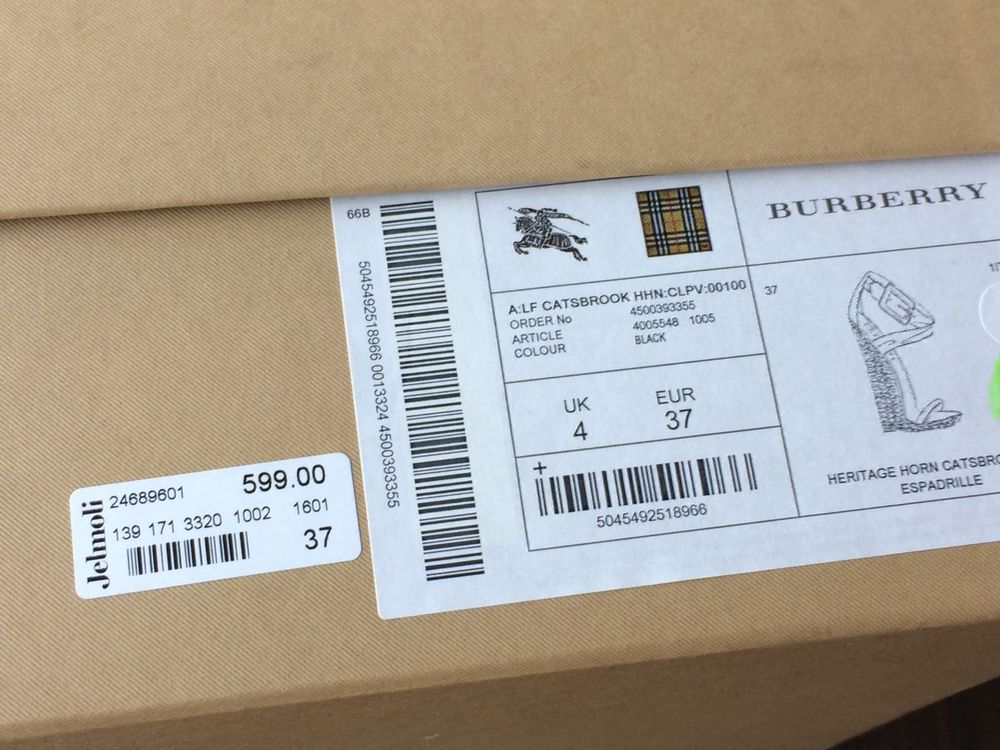 66B
5045492518966 0013324 4500393355
A:LF CATSBROOK HHN:CLPV:00100
ORDER No 4500393355
ARTICLE 4005548 1005
COLOUR BLACK
UK EUR
4 37
+
5045492518966
BURBERRY
37
HERITAGE HORN CATSBRO
ESPADRILLE
Jelmoli
24689601 599.00
139 171 3320 1002 1601
37